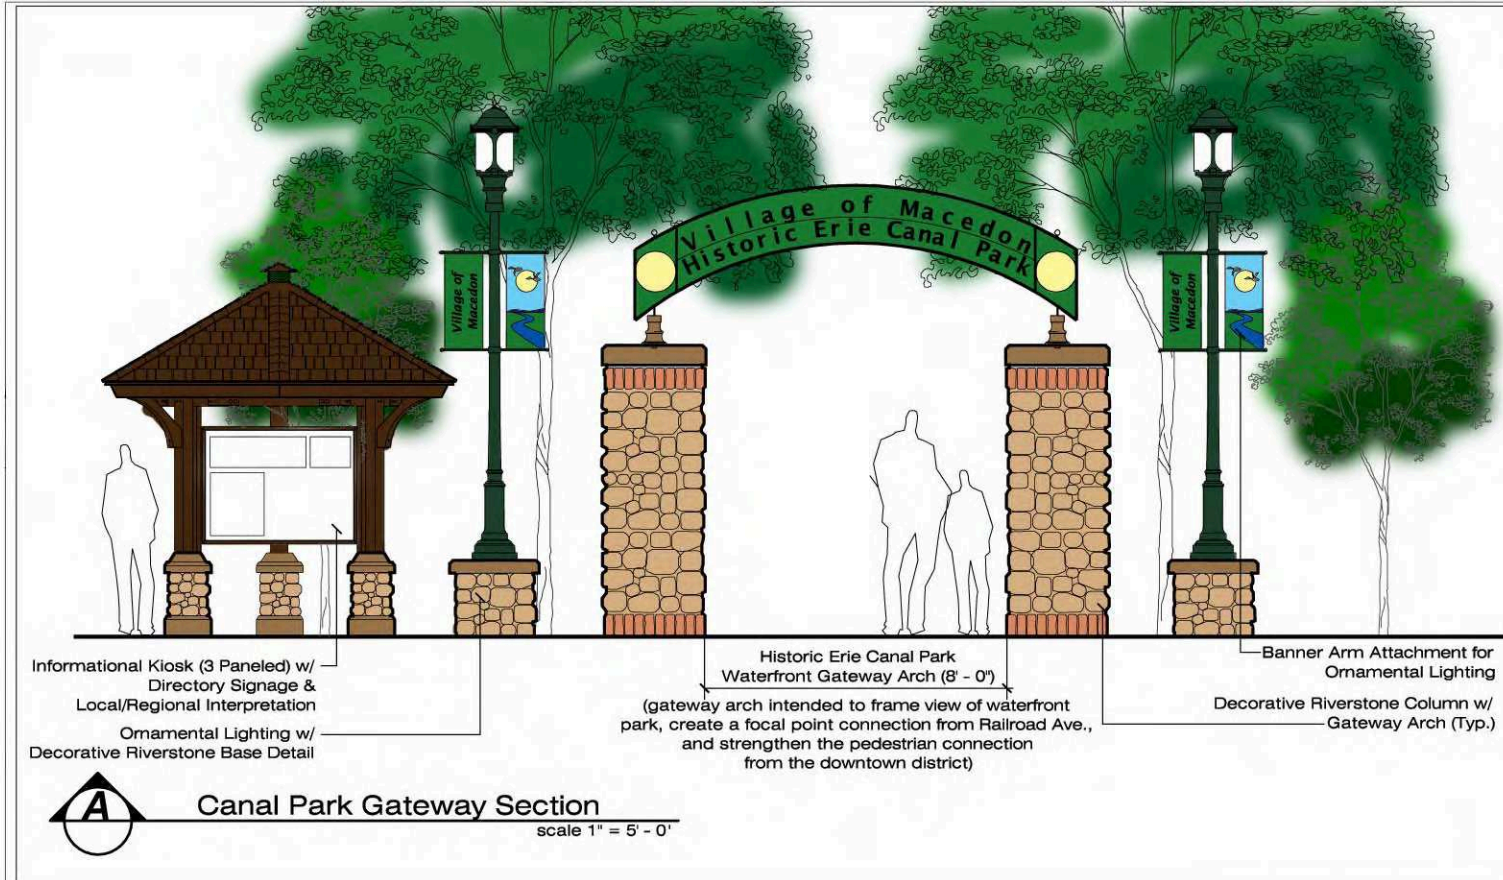 Village of Macedon
Historic Erie Canal Park
Village of
Macedon
Village of
Macedon
Informational Kiosk (3 Paneled) w/
Directory Signage &
Local/Regional Interpretation
Ornamental Lighting w/
Decorative Riverstone Base Detail
Historic Erie Canal Park
Waterfront Gateway Arch (8' - 0")
(gateway arch intended to frame view of waterfront
park, create a focal point connection from Railroad Ave.,
and strengthen the pedestrian connection
from the downtown district)
Banner Arm Attachment for
Ornamental Lighting
Decorative Riverstone Column w/
Gateway Arch (Typ.)
A
Canal Park Gateway Section
scale 1" = 5' - 0'